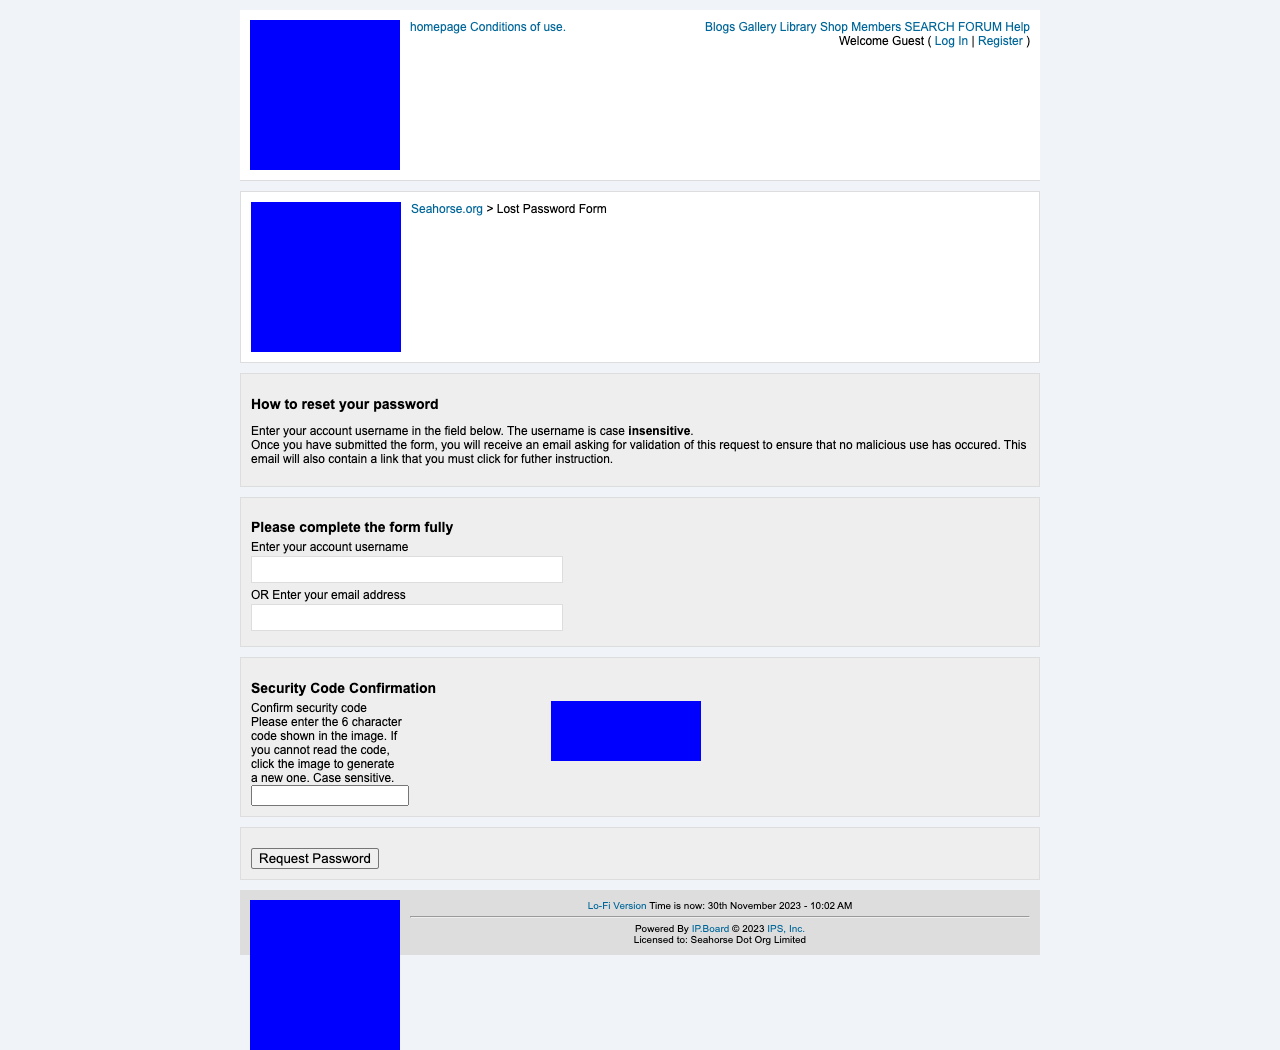 homepage Conditions of use.
Blogs Gallery Library Shop Members SEARCH FORUM Help
Welcome Guest ( Log In | Register )
Seahorse.org > Lost Password Form
How to reset your password
Enter your account username in the field below. The username is case insensitive.
Once you have submitted the form, you will receive an email asking for validation of this request to ensure that no malicious use has occured. This
email will also contain a link that you must click for futher instruction.
Please complete the form fully
Enter your account username
OR Enter your email address
Security Code Confirmation
Confirm security code
Please enter the 6 character
code shown in the image. If
you cannot read the code,
click the image to generate
a new one. Case sensitive.
Request Password
Lo-Fi Version Time is now: 30th November 2023 - 10:02 AM
Powered By IP.Board © 2023 IPS, Inc.
Licensed to: Seahorse Dot Org Limited